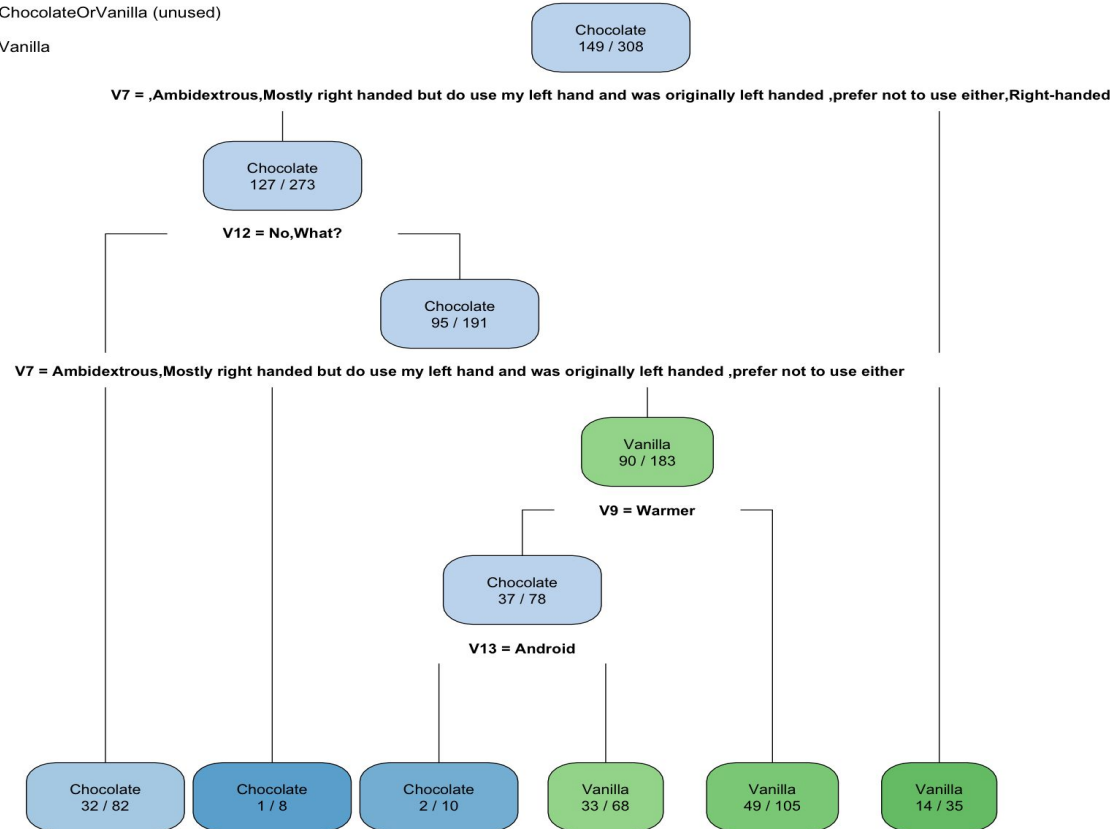 ChocolateOrVanilla (unused)
Vanilla
Chocolate
149 / 308
V7 = ,Ambidextrous,Mostly right handed but do use my left hand and was originally left handed ,prefer not to use either,Right-handed
Chocolate
127 / 273
V12 = No,What?
Chocolate
95 / 191
V7 = Ambidextrous,Mostly right handed but do use my left hand and was originally left handed ,prefer not to use either
Vanilla
90 / 183
V9 = Warmer
Chocolate
37 / 78
V13 = Android
Chocolate
32 / 82
Chocolate
1 / 8
Chocolate
2 / 10
Vanilla
33 / 68
Vanilla
49 / 105
Vanilla
14 / 35